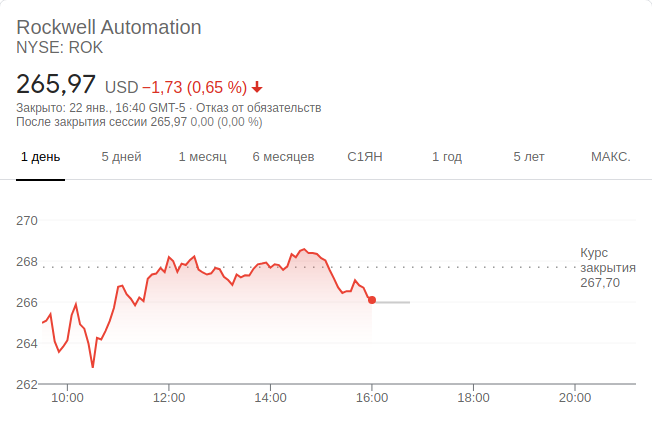 Rockwell Automation
NYSE: ROK
265,97 USD −1,73 (0,65 %)
Закрыто: 22 янв., 16:40 GMT-5 · Отказ от обязательств
После закрытия сессии 265,97 0,00 (0,00 %)
1 день 5 дней 1 месяц 6 месяцев С1ЯН 1 год 5 лет МАКС.
270
268
266
264
262
Курс
закрытия
267,70
10:00 12:00 14:00 16:00 18:00 20:00